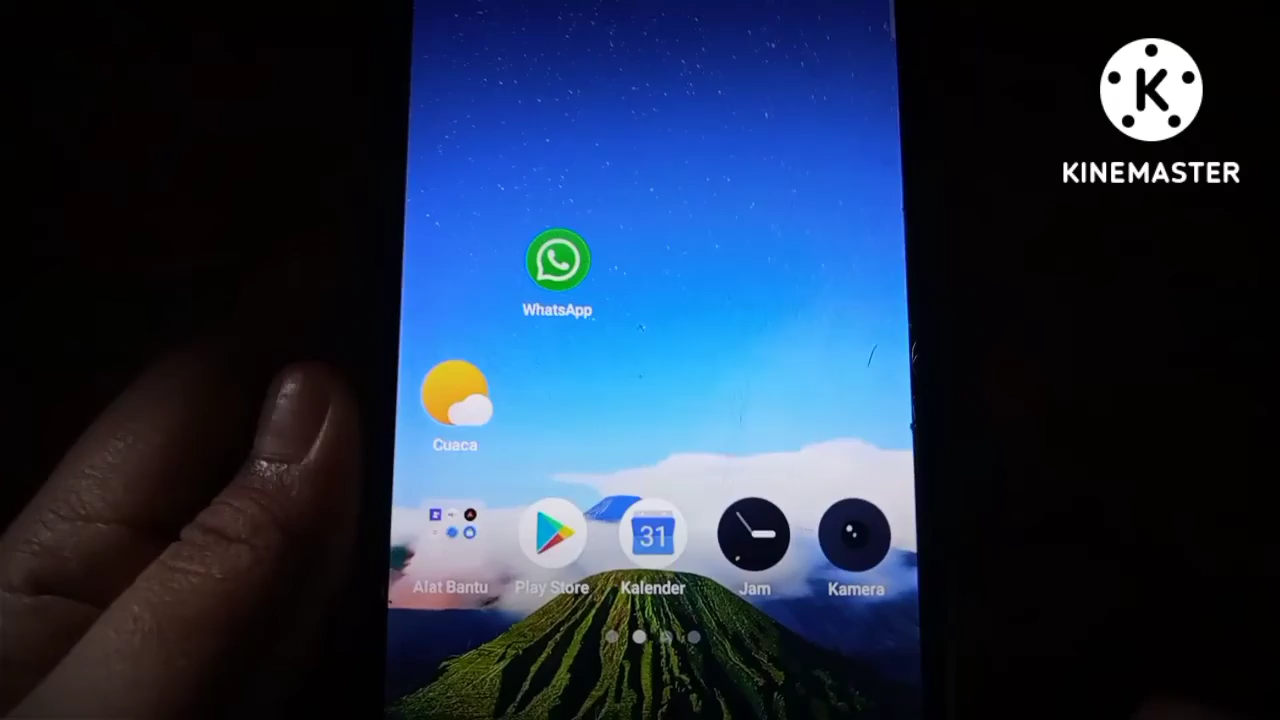 KINEMASTER
WhatsApp
Cuaca
31
Alat Bantu Play Store Kalender Jam Kamera